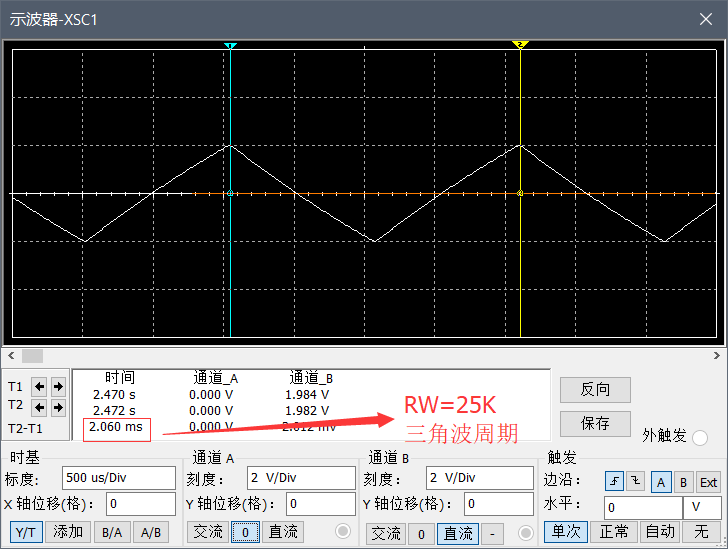 示波器-XSC1
1
2
时间 通道_A 通道_B
T1 2.470 s 0.000 V 1.984 V
T2 2.472 s 0.000 V 1.982 V
T2-T1 2.060 ms 0.000 V
RW=25K
三角波周期
反向
保存
外触发
时基
标度: 500 us/Div
X 轴位移(格): 0
Y/T 添加 B/A A/B
通道 A
刻度: 2 V/Div
Y 轴位移(格): 0
交流 0 直流
通道 B
刻度: 2 V/Div
Y 轴位移(格): 0
交流 0 直流 -
触发
边沿: A B Ext
水平: 0 V
单次 正常 自动 无